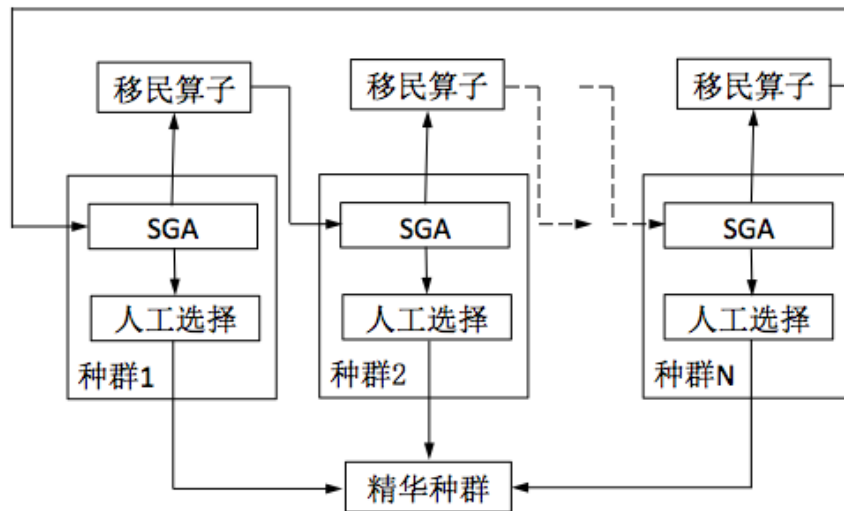 移民算子
移民算子
移民算子
SGA
SGA
SGA
人工选择
人工选择
人工选择
种群1
种群2
种群N
精华种群